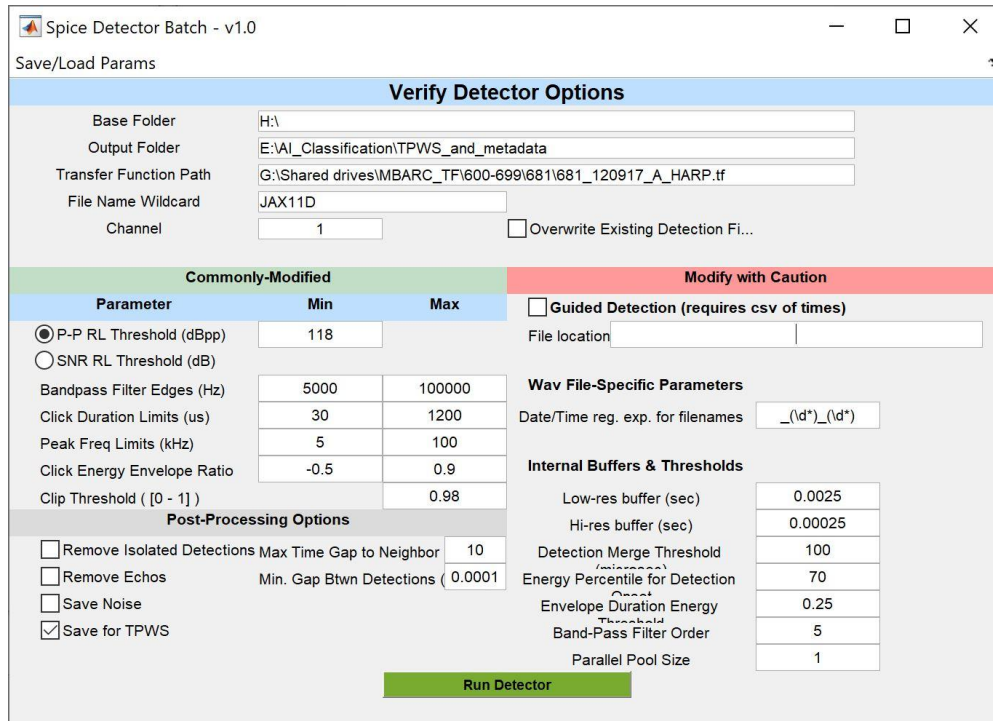 Spice Detector Batch - v1.0
Save/Load Params
Verify Detector Options
Base Folder H:\
Output Folder E:\AI_Classification\TPWS_and_metadata
Transfer Function Path G:\Shared drives\MBARC_TF\600-699\681\681_120917_A_HARP.tf
File Name Wildcard JAX11D
Channel 1 Overwrite Existing Detection Fi...
Commonly-Modified
Parameter Min Max
P-P RL Threshold (dBpp) 118
SNR RL Threshold (dB)
Bandpass Filter Edges (Hz) 5000 100000
Click Duration Limits (us) 30 1200
Peak Freq Limits (kHz) 5 100
Click Energy Envelope Ratio -0.5 0.9
Clip Threshold ( [0 - 1] ) 0.98
Post-Processing Options
Remove Isolated Detections Max Time Gap to Neighbor 10
Remove Echos Min. Gap Btwn Detections ( 0.0001
Save Noise
Save for TPWS
Modify with Caution
Guided Detection (requires csv of times)
File location
Wav File-Specific Parameters
Date/Time reg. exp. for filenames _(\d*)_(\d*)
Internal Buffers & Thresholds
Low-res buffer (sec) 0.0025
Hi-res buffer (sec) 0.00025
Detection Merge Threshold 100
Energy Percentile for Detection 70
Envelope Duration Energy 0.25
Band-Pass Filter Order 5
Parallel Pool Size 1
Run Detector